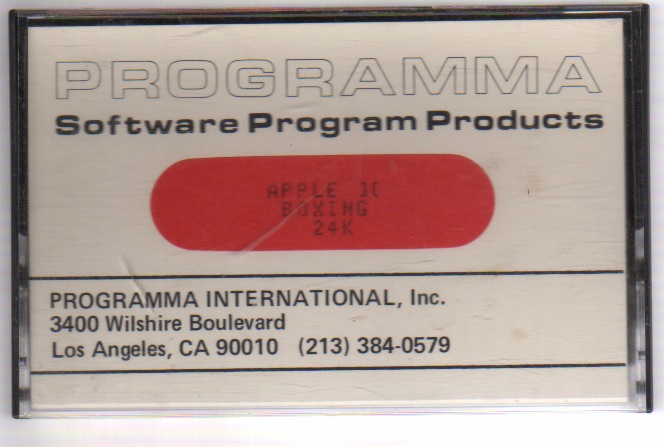 PROGRAMMA
Software Program Products
APPLE ][
BOXING
24K
PROGRAMMA INTERNATIONAL, Inc.
3400 Wilshire Boulevard
Los Angeles, CA 90010 (213) 384-0579